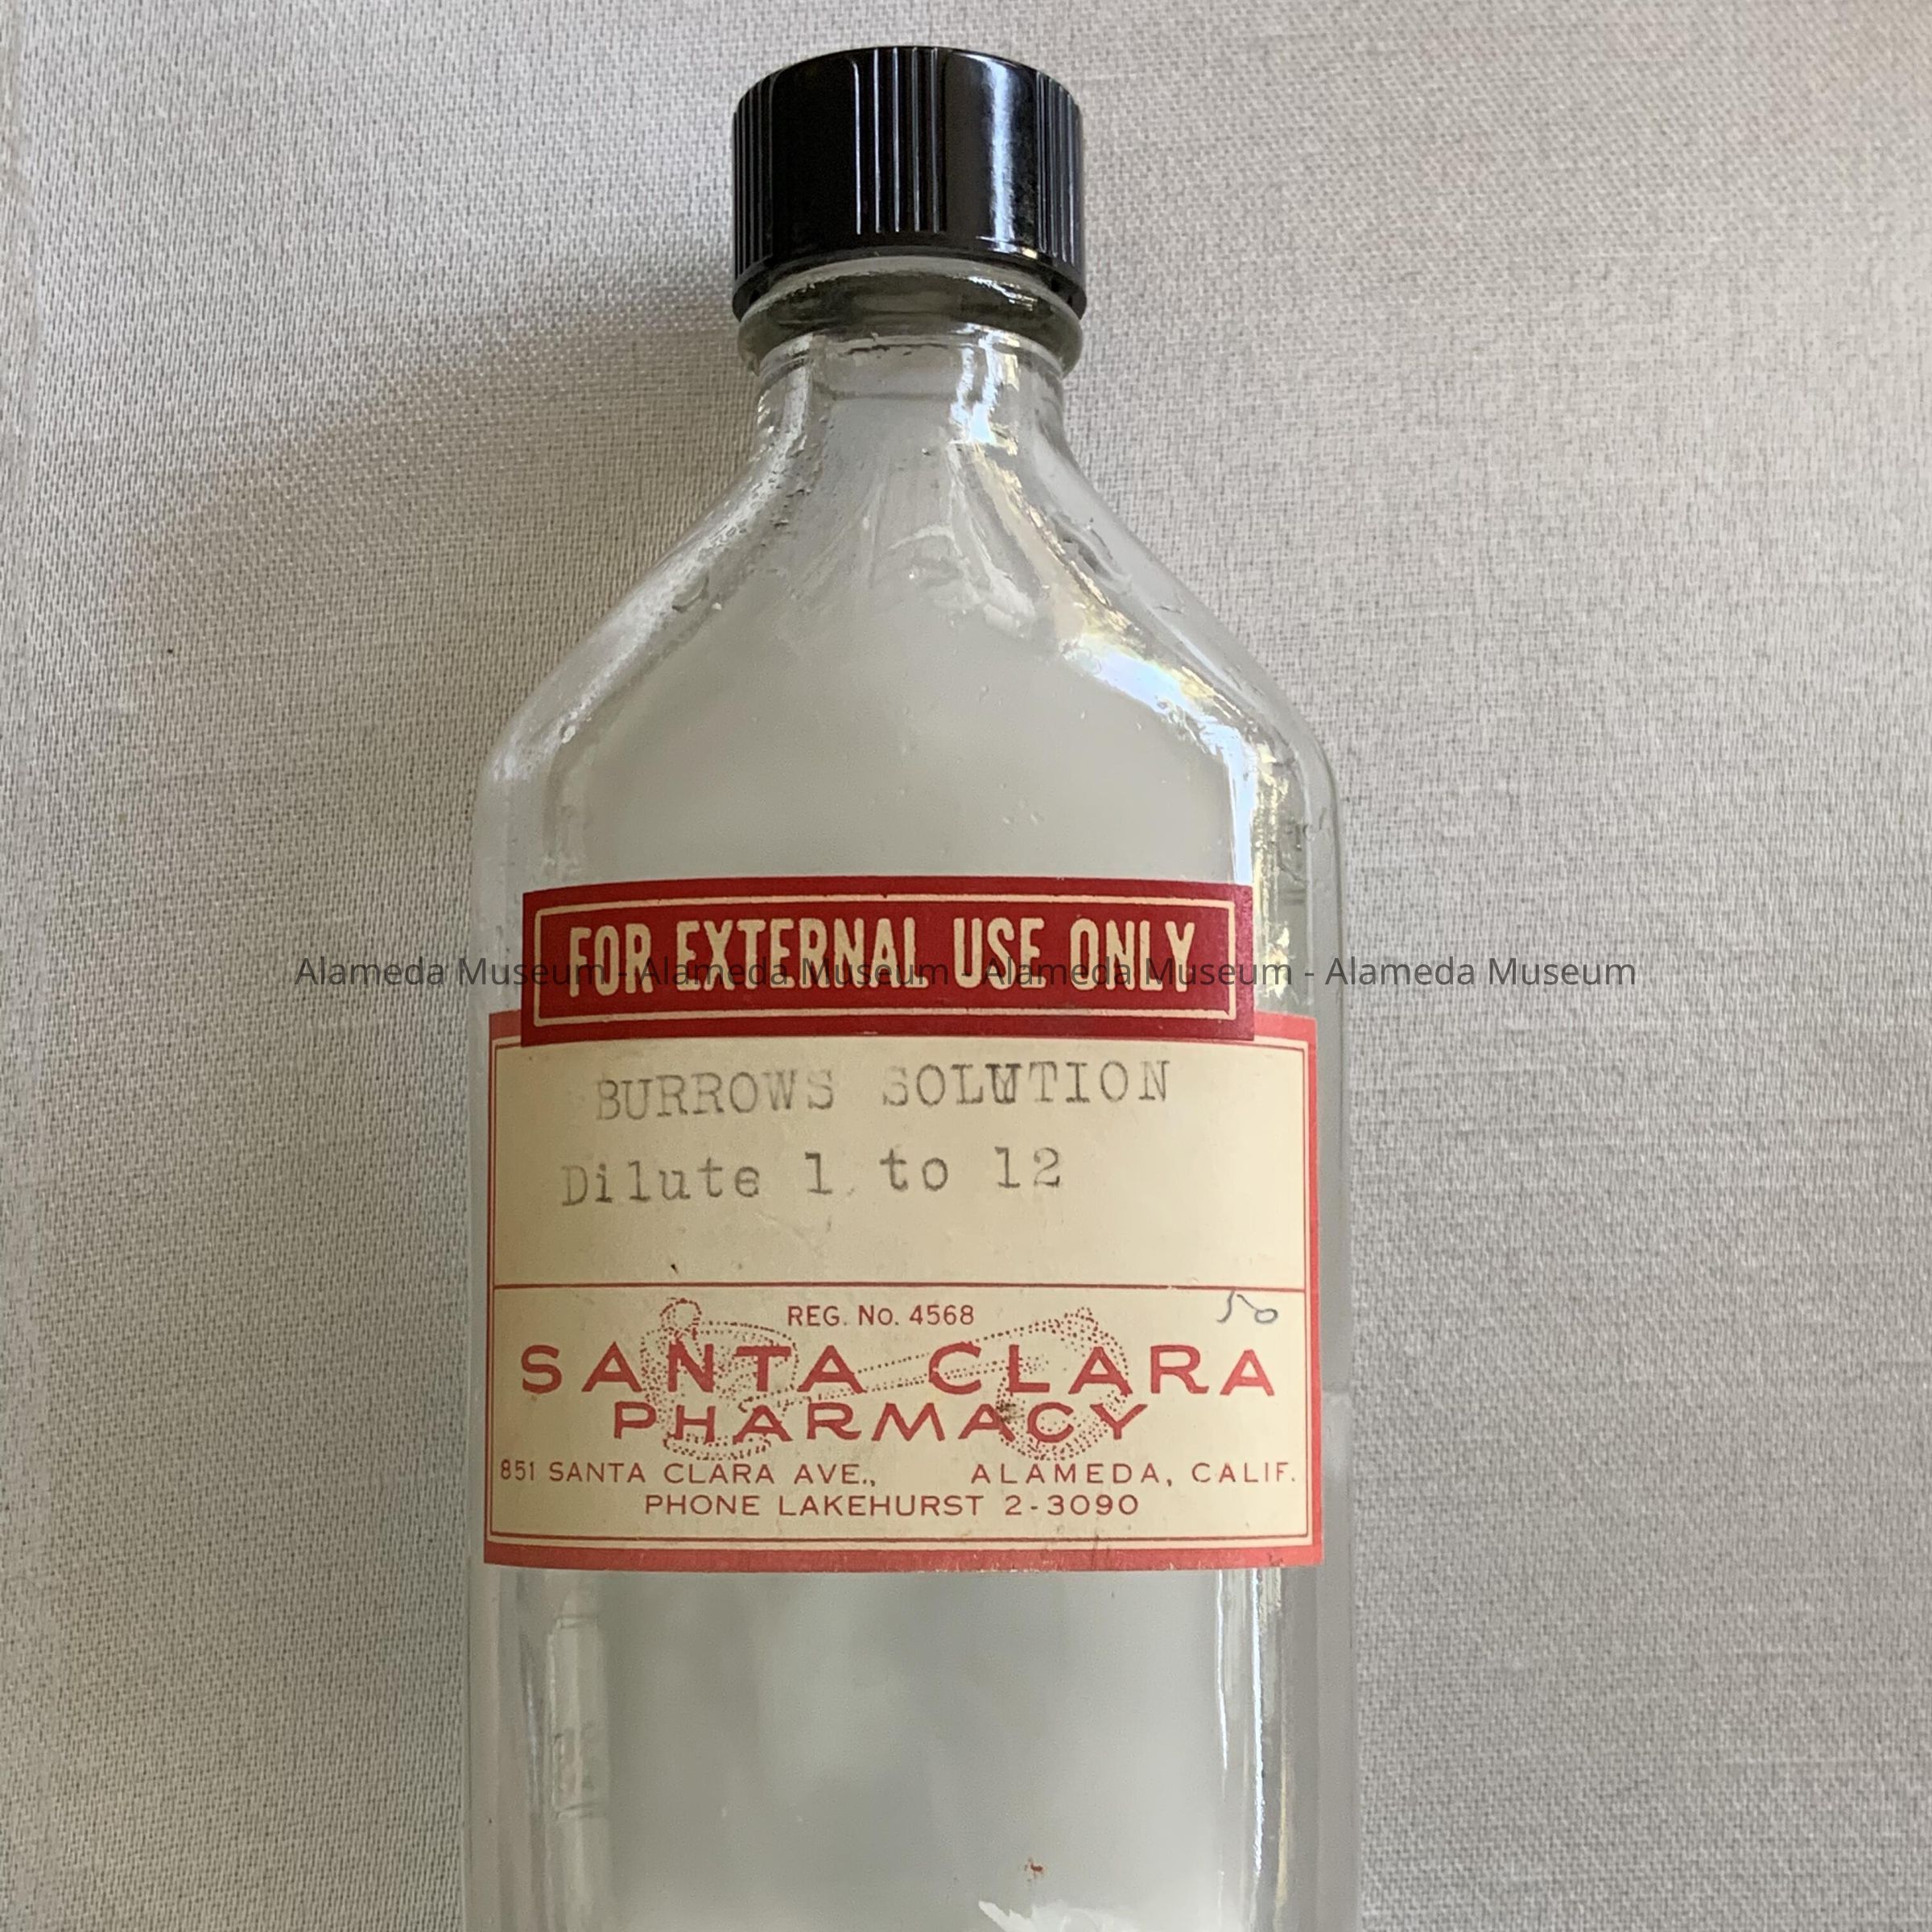 FOR EXTERNAL USE ONLY
Alameda Museum - Alameda Museum - Alameda Museum - Alameda Museum
BURROWS SOLUTION
Dilute 1 to 12
REG. No. 4568
50
SANTA CLARA
PHARMACY
851 SANTA CLARA AVE., ALAMEDA, CALIF.
PHONE LAKEHURST 2-3090